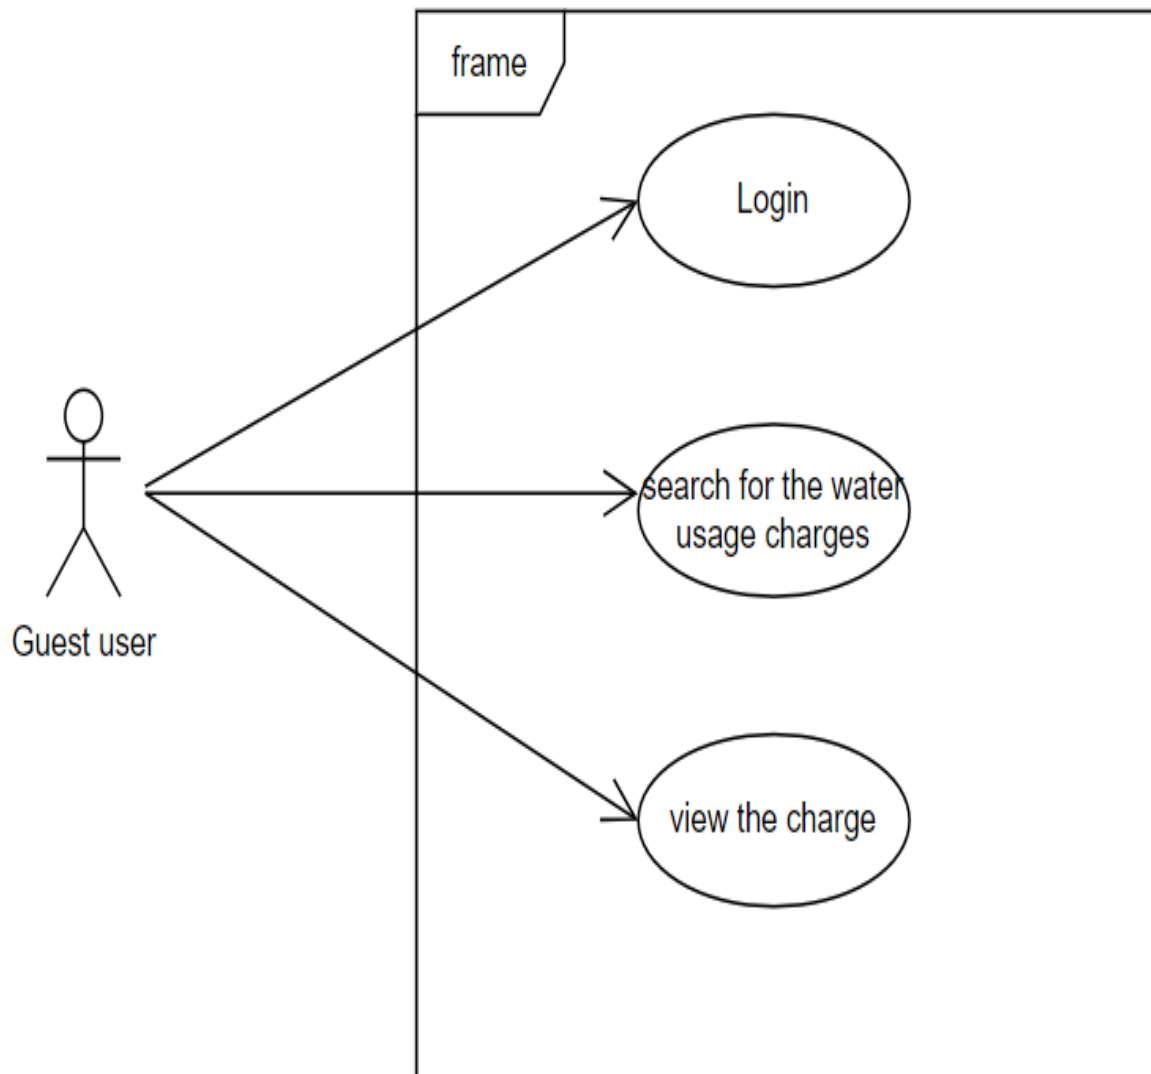 frame
Login
search for the water
usage charges
Guest user
view the charge